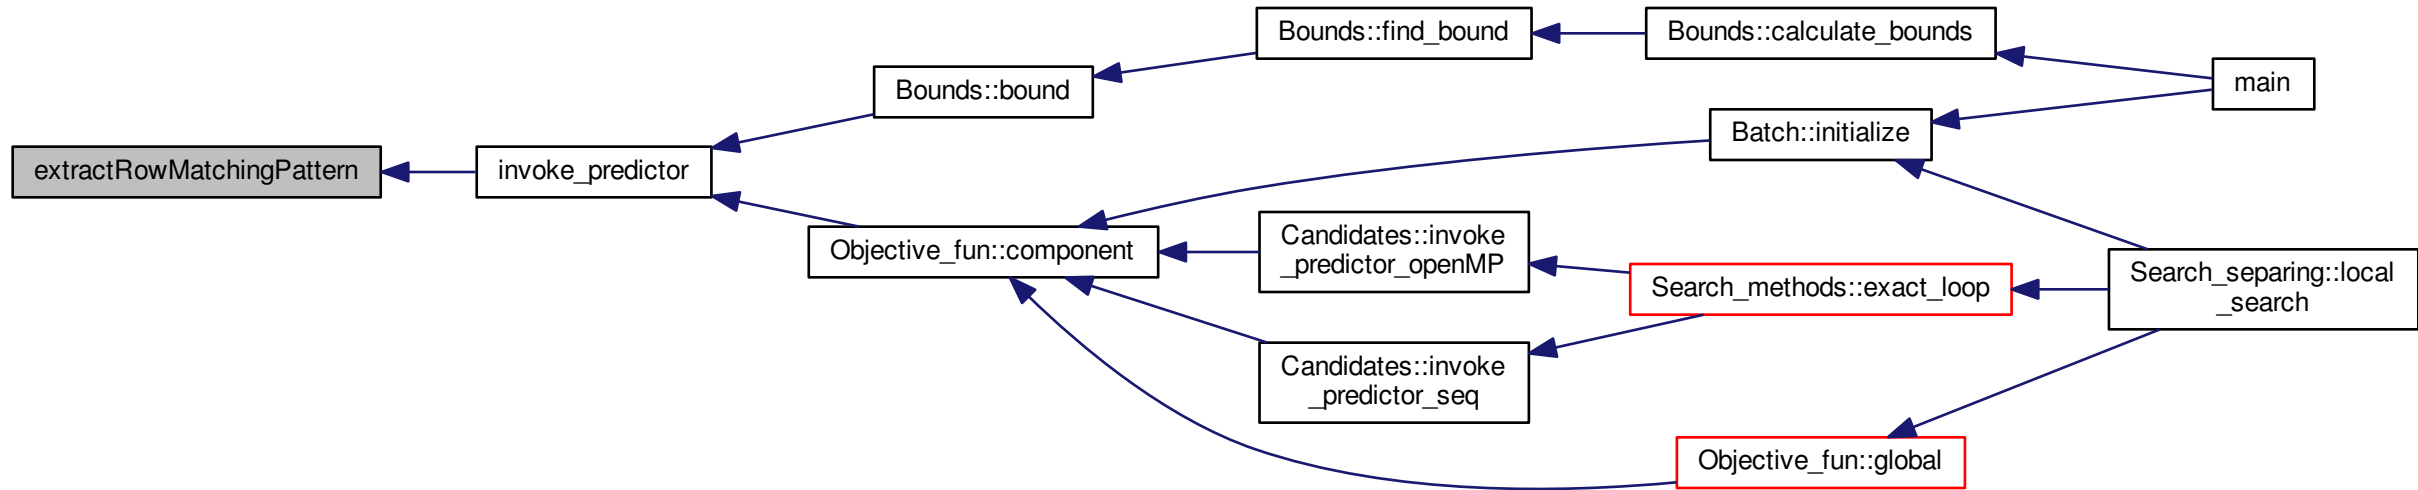 extractRowMatchingPattern
invoke_predictor
Bounds::bound
Objective_fun::component
Bounds::find_bound
Candidates::invoke
_predictor_openMP
Candidates::invoke
_predictor_seq
Bounds::calculate_bounds
Batch::initialize
Search_methods::exact_loop
Objective_fun::global
main
Search_separing::local
_search